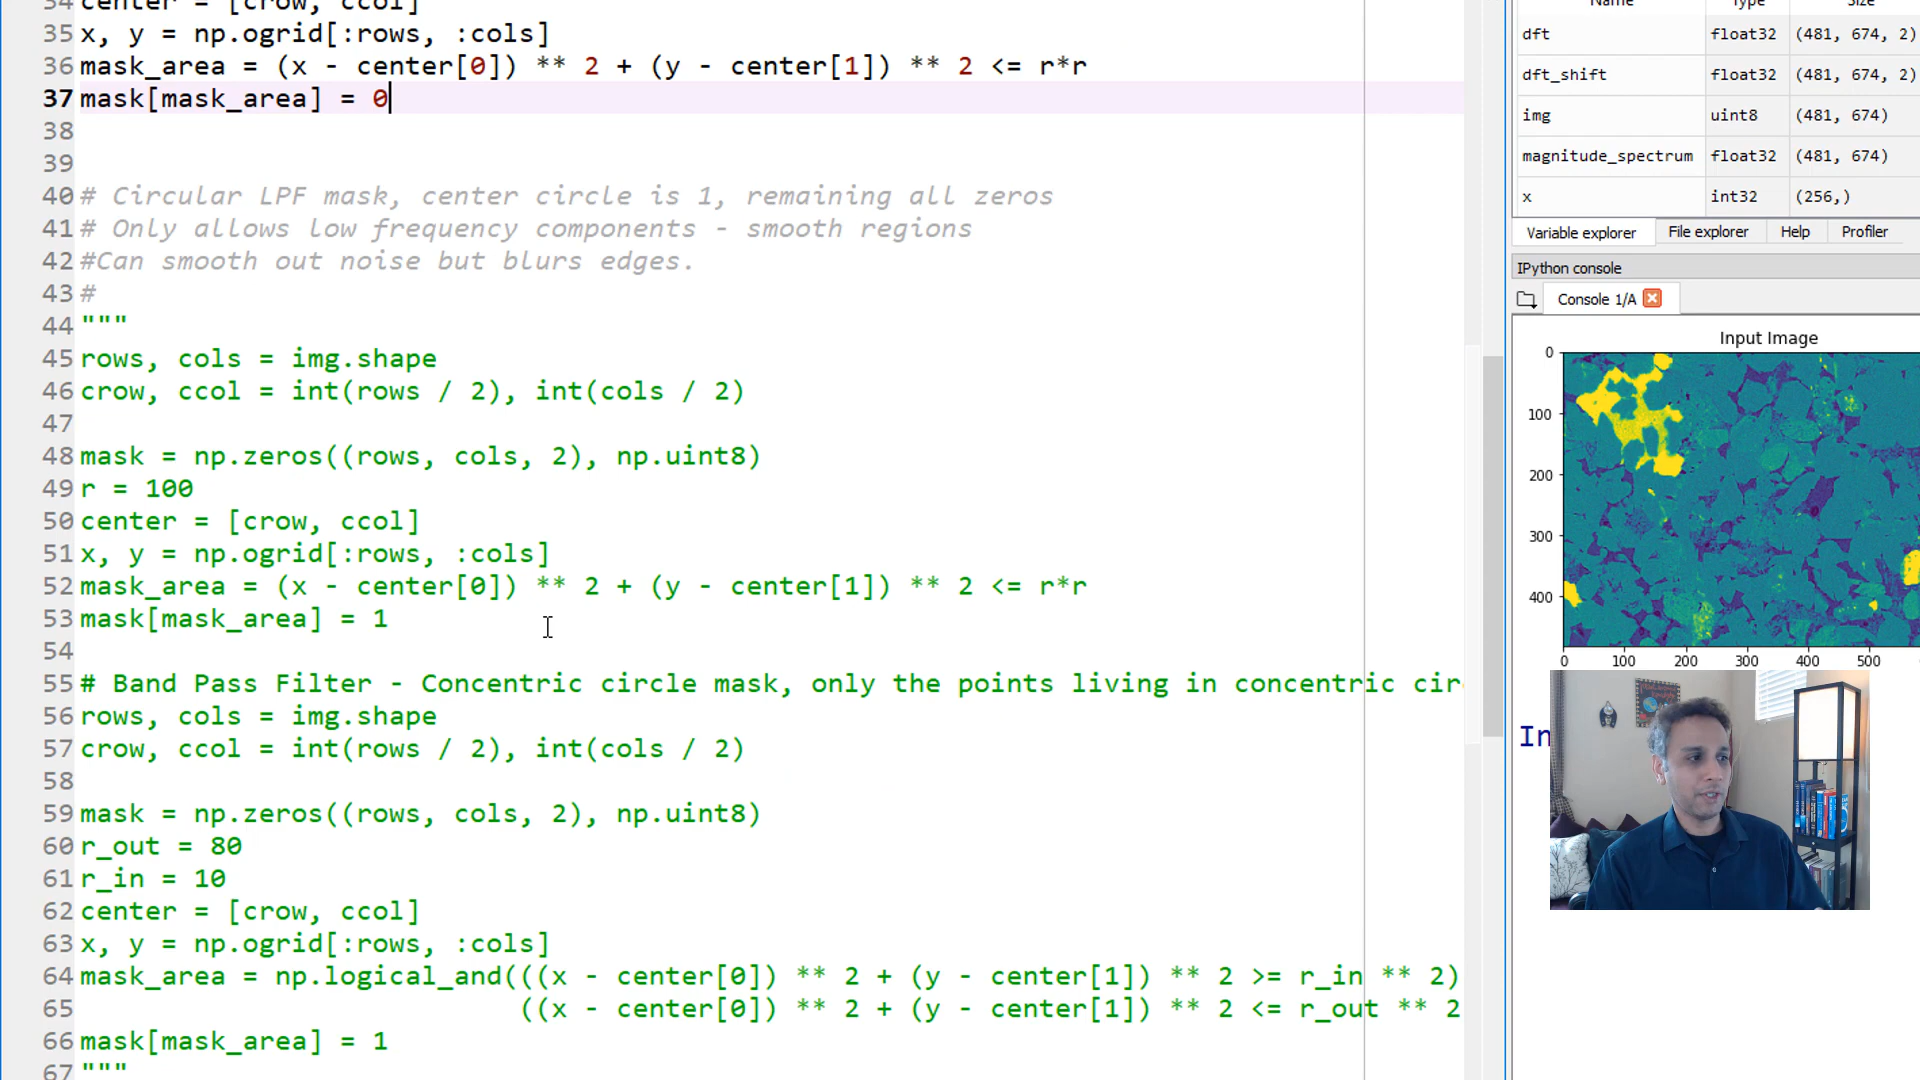 34 center = [crow, ccol]
35 x, y = np.ogrid[:rows, :cols]
36 mask_area = (x - center[0]) ** 2 + (y - center[1]) ** 2 <= r*r
37 mask[mask_area] = 0
38
39
40 # Circular LPF mask, center circle is 1, remaining all zeros
41 # Only allows low frequency components - smooth regions
42 #Can smooth out noise but blurs edges.
43 #
44 """
45 rows, cols = img.shape
46 crow, ccol = int(rows / 2), int(cols / 2)
47
48 mask = np.zeros((rows, cols, 2), np.uint8)
49 r = 100
50 center = [crow, ccol]
51 x, y = np.ogrid[:rows, :cols]
52 mask_area = (x - center[0]) ** 2 + (y - center[1]) ** 2 <= r*r
53 mask[mask_area] = 1
54
55 # Band Pass Filter - Concentric circle mask, only the points living in concentric cir
56 rows, cols = img.shape
57 crow, ccol = int(rows / 2), int(cols / 2)
58
59 mask = np.zeros((rows, cols, 2), np.uint8)
60 r_out = 80
61 r_in = 10
62 center = [crow, ccol]
63 x, y = np.ogrid[:rows, :cols]
64 mask_area = np.logical_and(((x - center[0]) ** 2 + (y - center[1]) ** 2 >= r_in ** 2)
65 ((x - center[0]) ** 2 + (y - center[1]) ** 2 <= r_out ** 2
66 mask[mask_area] = 1
67 """
Name Type Size
dft float32 (481, 674, 2)
dft_shift float32 (481, 674, 2)
img uint8 (481, 674)
magnitude_spectrum float32 (481, 674)
x int32 (256,)
Variable explorer File explorer Help Profiler
IPython console
Console 1/A
Input Image
0
100
200
300
400
0 100 200 300 400 500
In